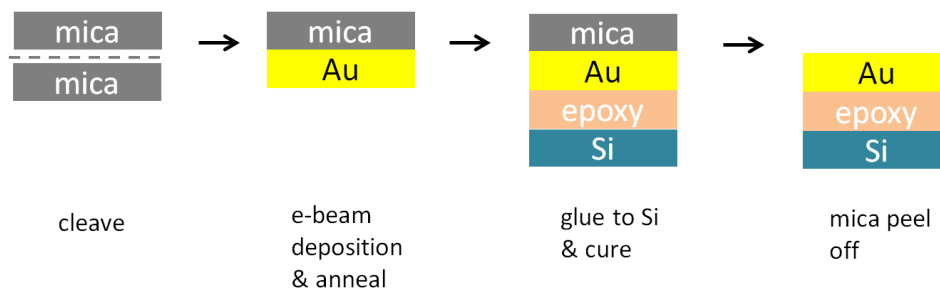 mica
mica
cleave
mica
Au
e-beam
deposition
& anneal
mica
Au
epoxy
Si
glue to Si
& cure
Au
epoxy
Si
mica peel
off